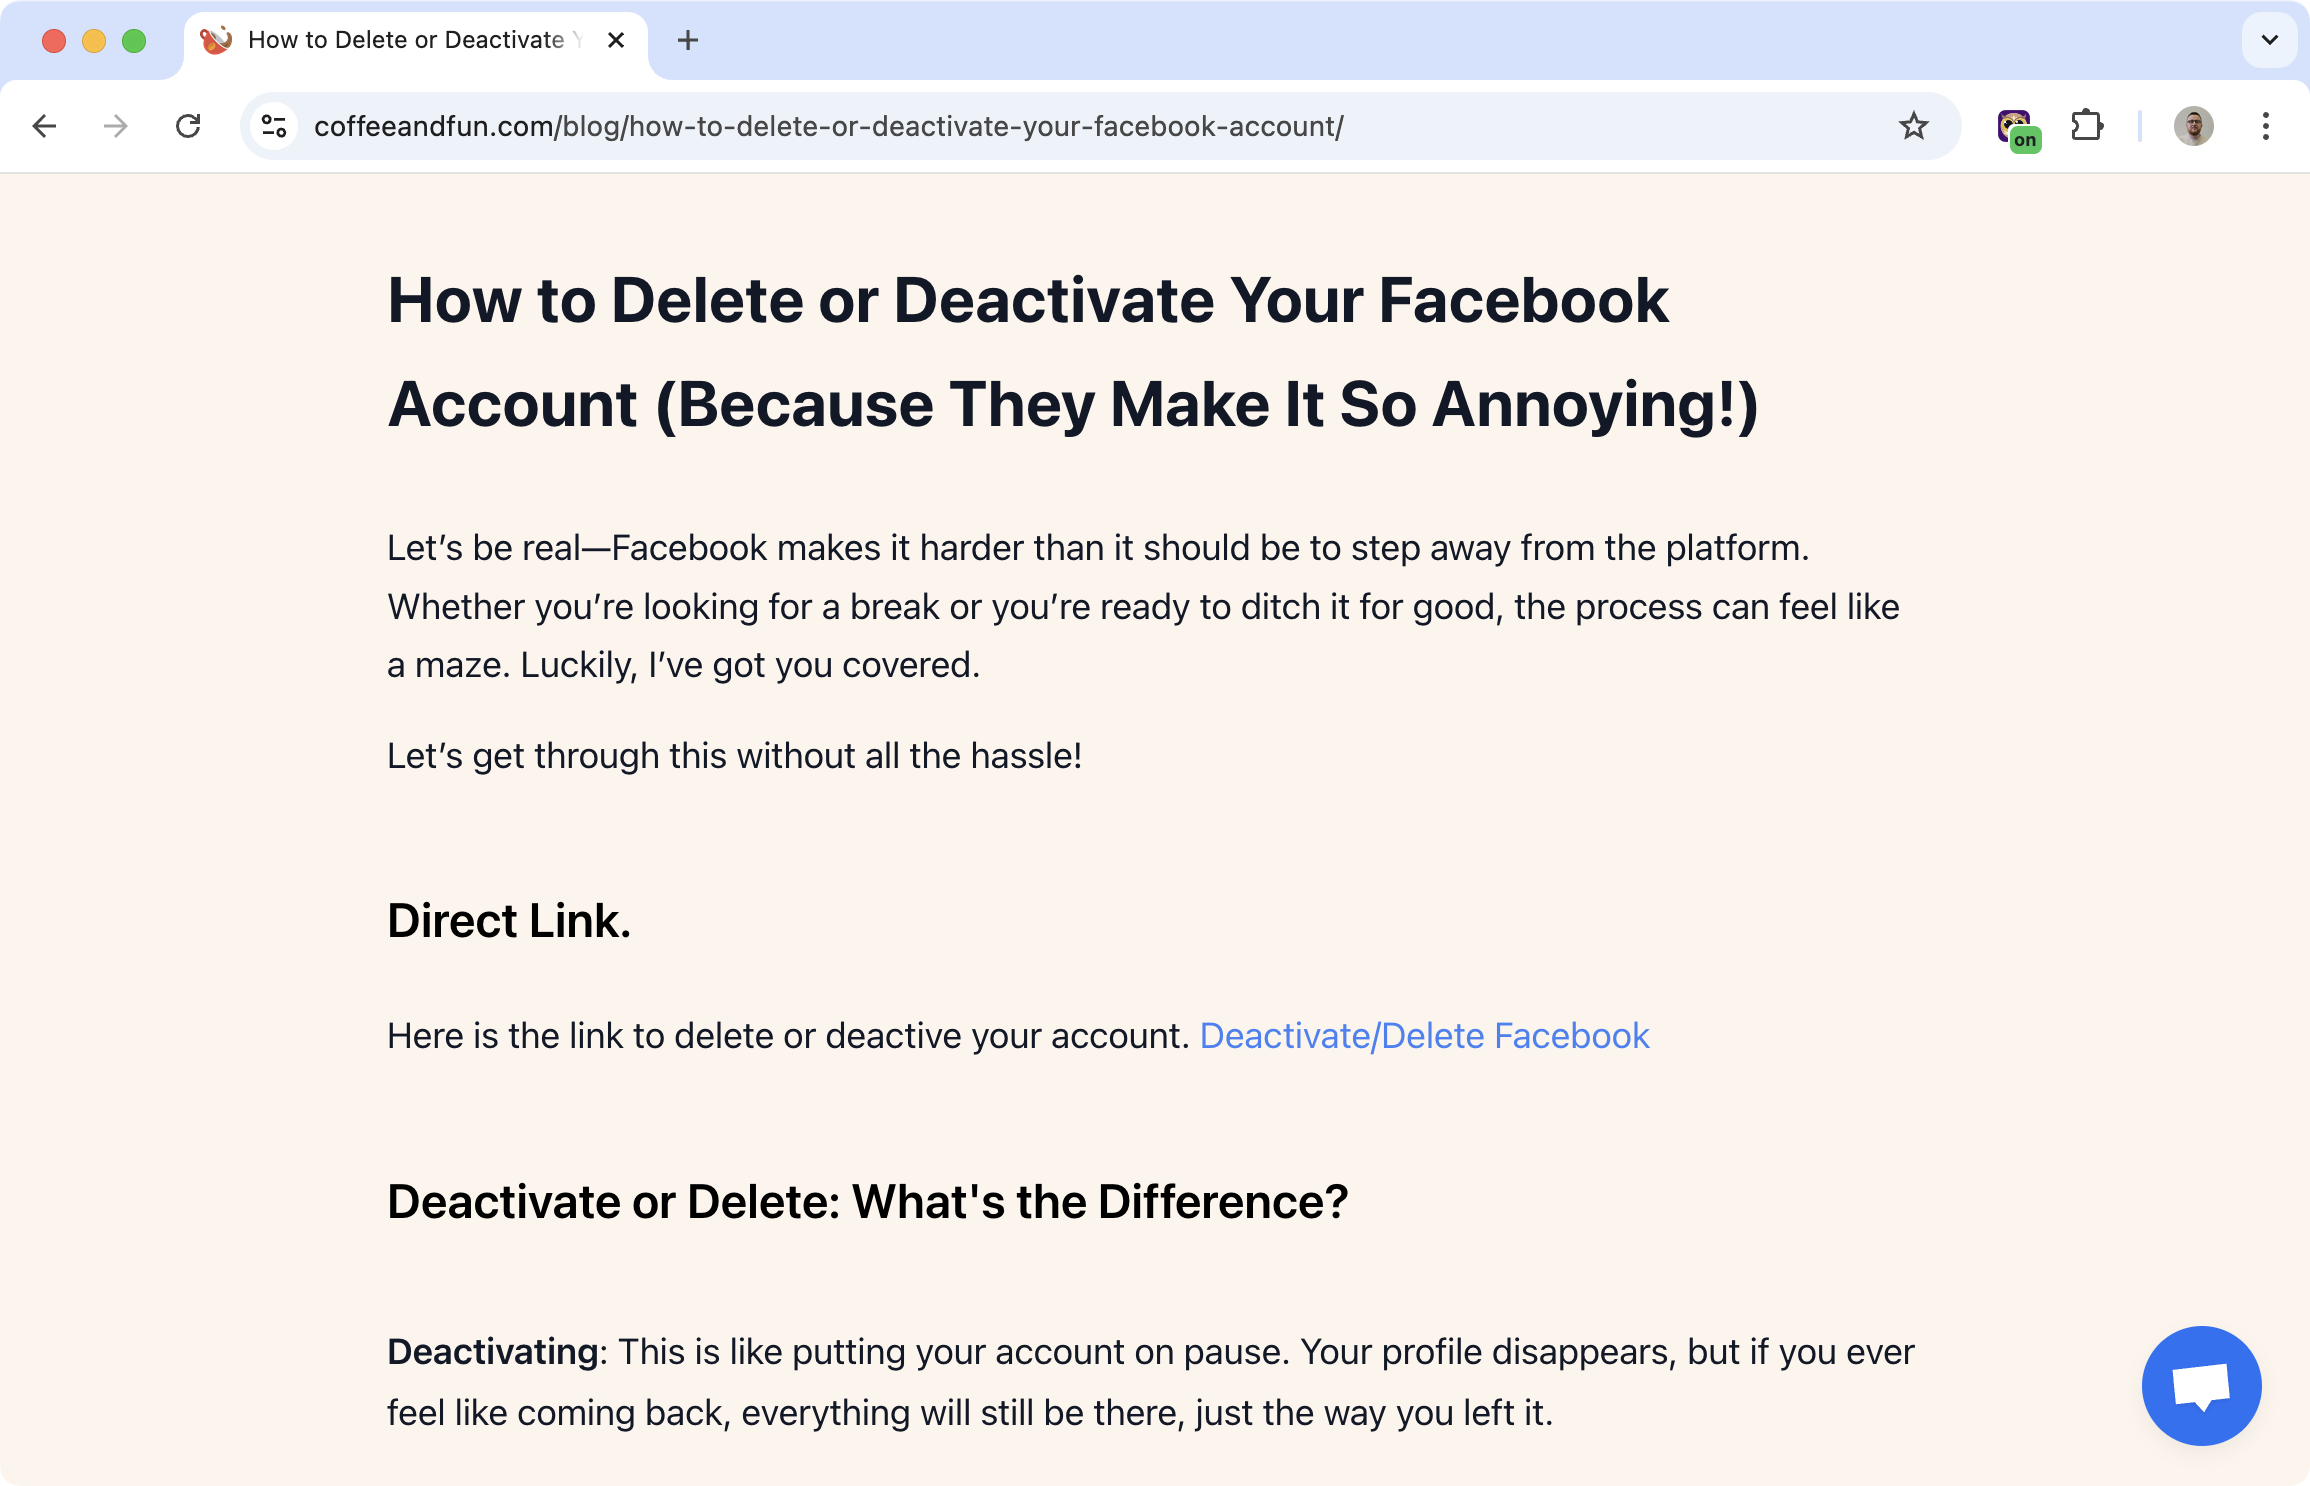 How to Delete or Deactivate Y
coffeeandfun.com/blog/how-to-delete-or-deactivate-your-facebook-account/
on
How to Delete or Deactivate Your Facebook
Account (Because They Make It So Annoying!)
Let’s be real—Facebook makes it harder than it should be to step away from the platform.
Whether you’re looking for a break or you’re ready to ditch it for good, the process can feel like
a maze. Luckily, I’ve got you covered.
Let’s get through this without all the hassle!
Direct Link.
Here is the link to delete or deactive your account. Deactivate/Delete Facebook
Deactivate or Delete: What's the Difference?
Deactivating: This is like putting your account on pause. Your profile disappears, but if you ever
feel like coming back, everything will still be there, just the way you left it.